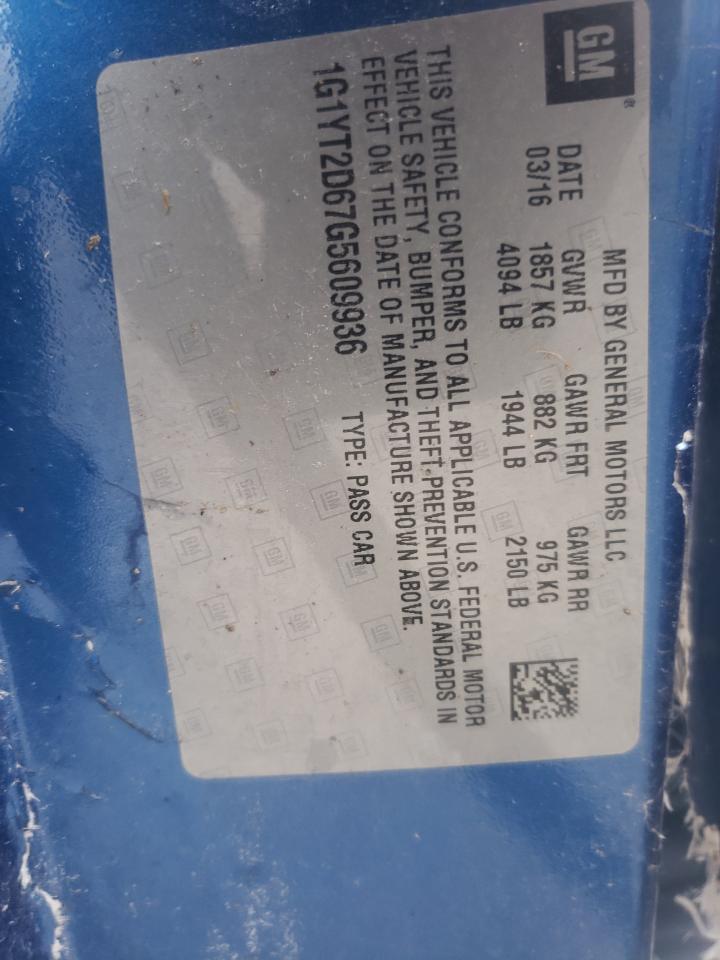 GM®
MFD BY GENERAL MOTORS LLC
DATE GVWR GAWR FRT GAWR RR
03/16 1857 KG 882 KG 975 KG
4094 LB 1944 LB 2150 LB
THIS VEHICLE CONFORMS TO ALL APPLICABLE U.S. FEDERAL MOTOR
VEHICLE SAFETY, BUMPER, AND THEFT PREVENTION STANDARDS IN
EFFECT ON THE DATE OF MANUFACTURE SHOWN ABOVE.
1G1YT2D67G5609936 TYPE: PASS CAR